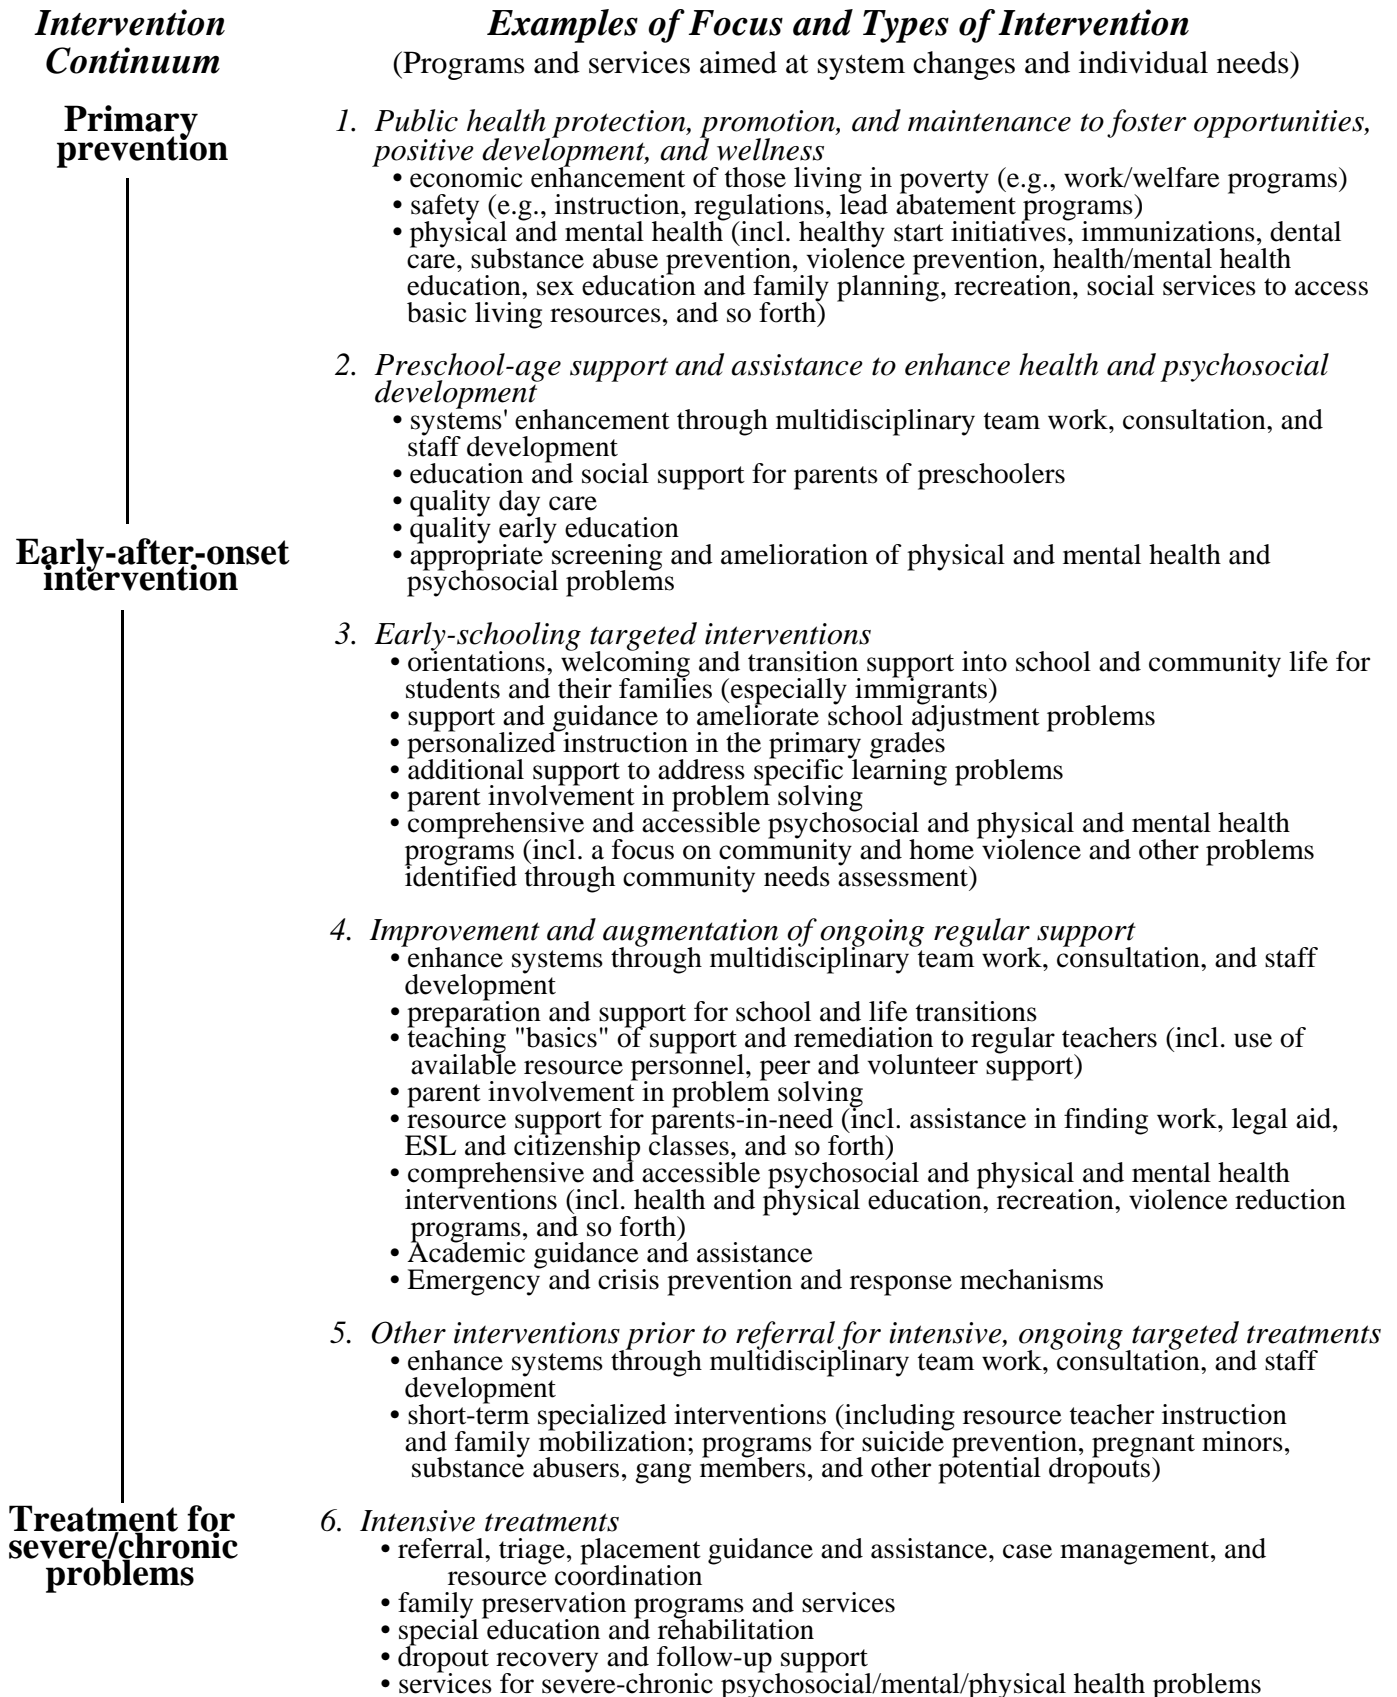 Intervention
Continuum
Examples of Focus and Types of Intervention
(Programs and services aimed at system changes and individual needs)
Primary
prevention
1. Public health protection, promotion, and maintenance to foster opportunities,
positive development, and wellness
• economic enhancement of those living in poverty (e.g., work/welfare programs)
• safety (e.g., instruction, regulations, lead abatement programs)
• physical and mental health (incl. healthy start initiatives, immunizations, dental
care, substance abuse prevention, violence prevention, health/mental health
education, sex education and family planning, recreation, social services to access
basic living resources, and so forth)
2. Preschool-age support and assistance to enhance health and psychosocial
development
• systems' enhancement through multidisciplinary team work, consultation, and
staff development
• education and social support for parents of preschoolers
• quality day care
• quality early education
Early-after-onset
intervention
• appropriate screening and amelioration of physical and mental health and
psychosocial problems
3. Early-schooling targeted interventions
• orientations, welcoming and transition support into school and community life for
students and their families (especially immigrants)
• support and guidance to ameliorate school adjustment problems
• personalized instruction in the primary grades
• additional support to address specific learning problems
• parent involvement in problem solving
• comprehensive and accessible psychosocial and physical and mental health
programs (incl. a focus on community and home violence and other problems
identified through community needs assessment)
4. Improvement and augmentation of ongoing regular support
• enhance systems through multidisciplinary team work, consultation, and staff
development
• preparation and support for school and life transitions
• teaching "basics" of support and remediation to regular teachers (incl. use of
available resource personnel, peer and volunteer support)
• parent involvement in problem solving
• resource support for parents-in-need (incl. assistance in finding work, legal aid,
ESL and citizenship classes, and so forth)
• comprehensive and accessible psychosocial and physical and mental health
interventions (incl. health and physical education, recreation, violence reduction
programs, and so forth)
• Academic guidance and assistance
• Emergency and crisis prevention and response mechanisms
5. Other interventions prior to referral for intensive, ongoing targeted treatments
• enhance systems through multidisciplinary team work, consultation, and staff
development
• short-term specialized interventions (including resource teacher instruction
and family mobilization; programs for suicide prevention, pregnant minors,
substance abusers, gang members, and other potential dropouts)
Treatment for
severe/chronic
problems
6. Intensive treatments
• referral, triage, placement guidance and assistance, case management, and
resource coordination
• family preservation programs and services
• special education and rehabilitation
• dropout recovery and follow-up support
• services for severe-chronic psychosocial/mental/physical health problems